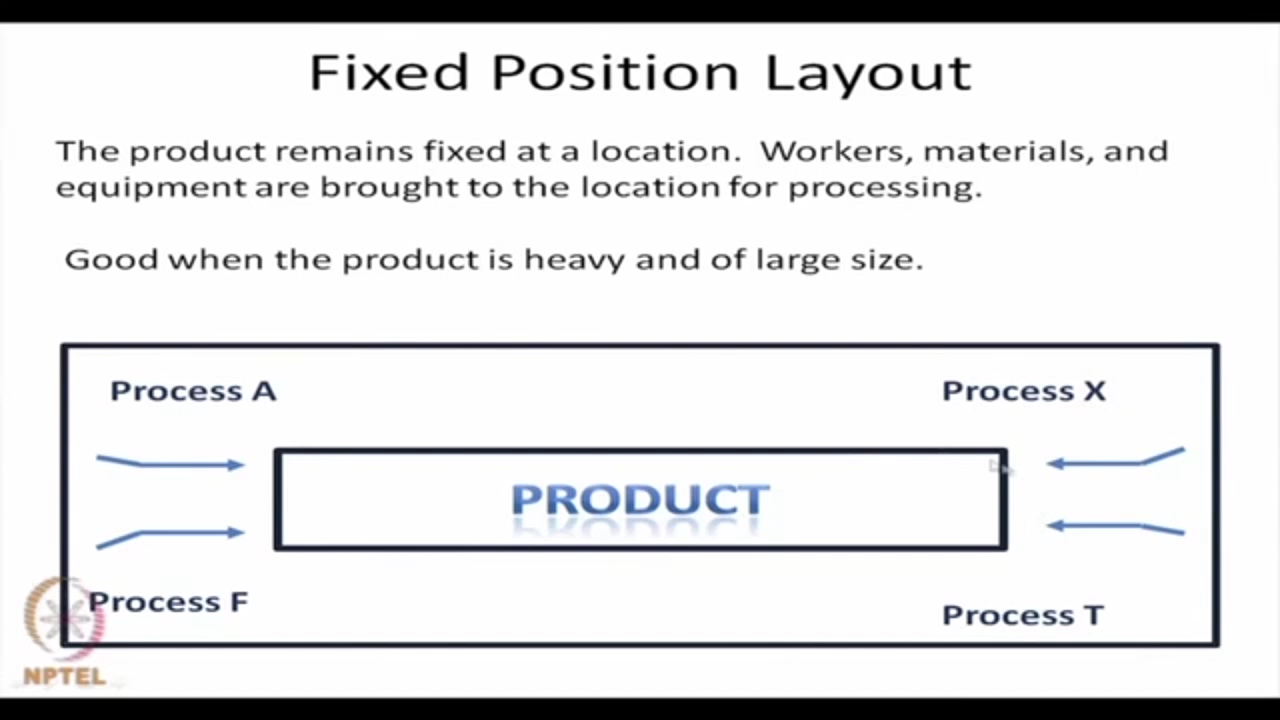 Fixed Position Layout
The product remains fixed at a location. Workers, materials, and
equipment are brought to the location for processing.
Good when the product is heavy and of large size.
Process A
Process X
PRODUCT
Process F
Process T
NPTEL